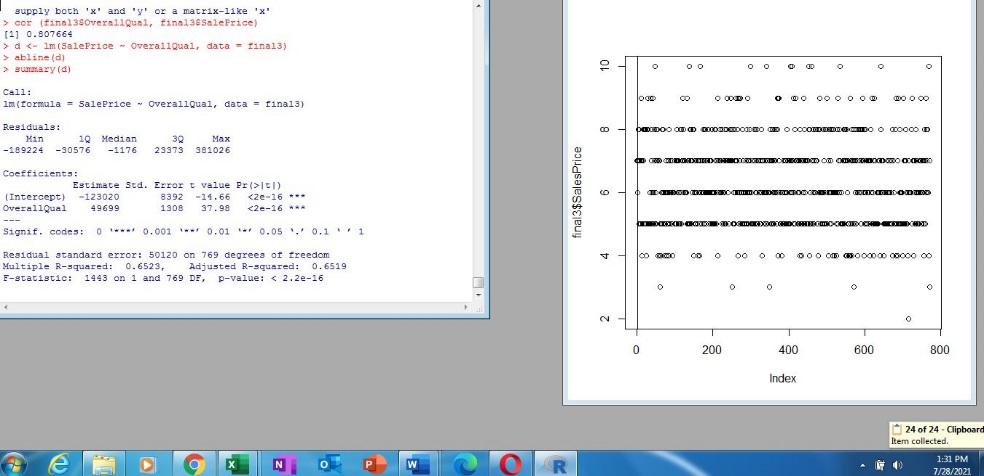 supply both 'x' and 'y' or a matrix-like 'x'
> cor (final3$OverallQual, final3$SalePrice)
[1] 0.807664
> d <- lm(SalePrice ~ OverallQual, data = final3)
> abline(d)
> summary(d)
Call:
lm(formula = SalePrice ~ OverallQual, data = final3)
Residuals:
Min 1Q Median 3Q Max
-189224 -30576 -1176 23373 381026
Coefficients:
Estimate Std. Error t value Pr(>|t|)
(Intercept) -123020 8392 -14.66 <2e-16 ***
OverallQual 49699 1308 37.98 <2e-16 ***
---
Signif. codes: 0 '***' 0.001 '**' 0.01 '*' 0.05 '.' 0.1 ' ' 1
Residual standard error: 50120 on 769 degrees of freedom
Multiple R-squared: 0.6523, Adjusted R-squared: 0.6519
F-statistic: 1443 on 1 and 769 DF, p-value: < 2.2e-16
final3$SalesPrice
10
8
6
4
2
0 200 400 600 800
Index
24 of 24 - Clipboard
Item collected.
1:31 PM
7/28/2021